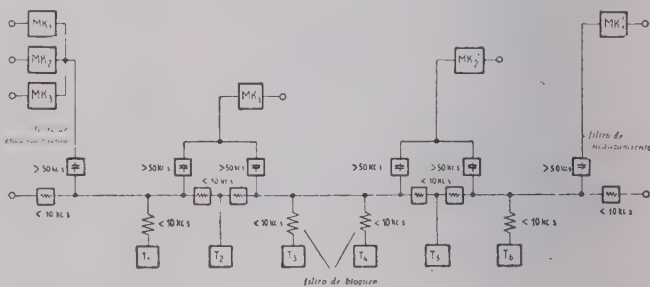 MK₁
MK₂
MK₃
MK₃
MK₂'
MK₁'
filtro de
> 50 kc s
> 50 kc s
> 50 kc s
> 50 kc s
> 50 kc s
> 50 kc s
< 10 kc s
< 10 kc s
< 10 kc s
< 10 kc s
< 10 kc s
< 10 kc s
< 10 kc s
< 10 kc s
T₁
T₂
T₃
T₄
T₅
T₆
filtro de bloqueo